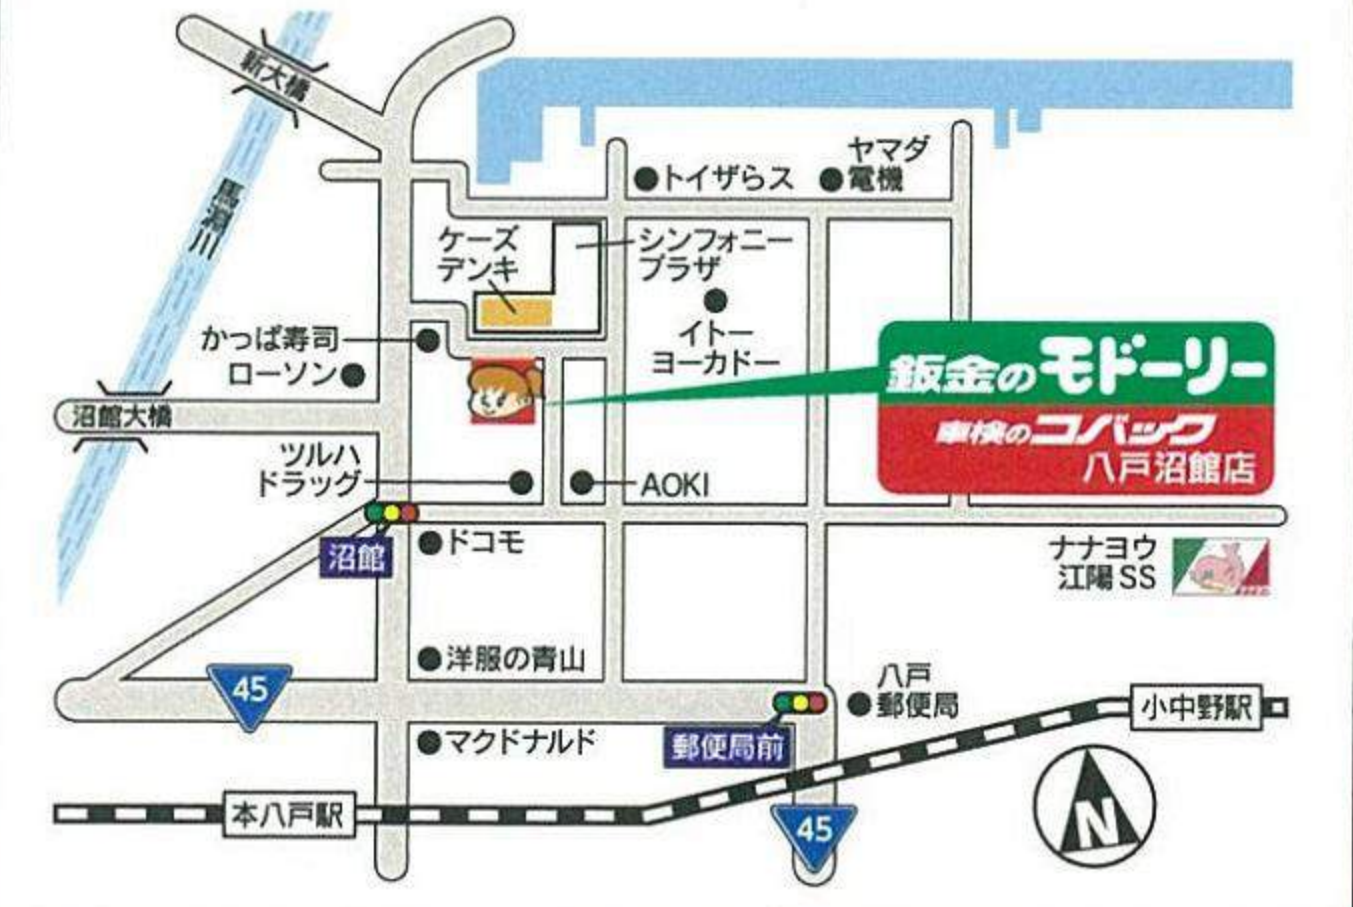 新大橋
馬淵川
トイザらス
ヤマダ
電機
ケーズ
デンキ
シンフォニー
プラザ
イトー
ヨーカドー
かっぱ寿司
ローソン
沼館大橋
鈑金のモドーリー
車検のコバック
八戸沼館店
ツルハ
ドラッグ
AOKI
沼館
ドコモ
ナナヨウ
江陽SS
洋服の青山
45
八戸
郵便局
郵便局前
マクドナルド
小中野駅
本八戸駅
45
N